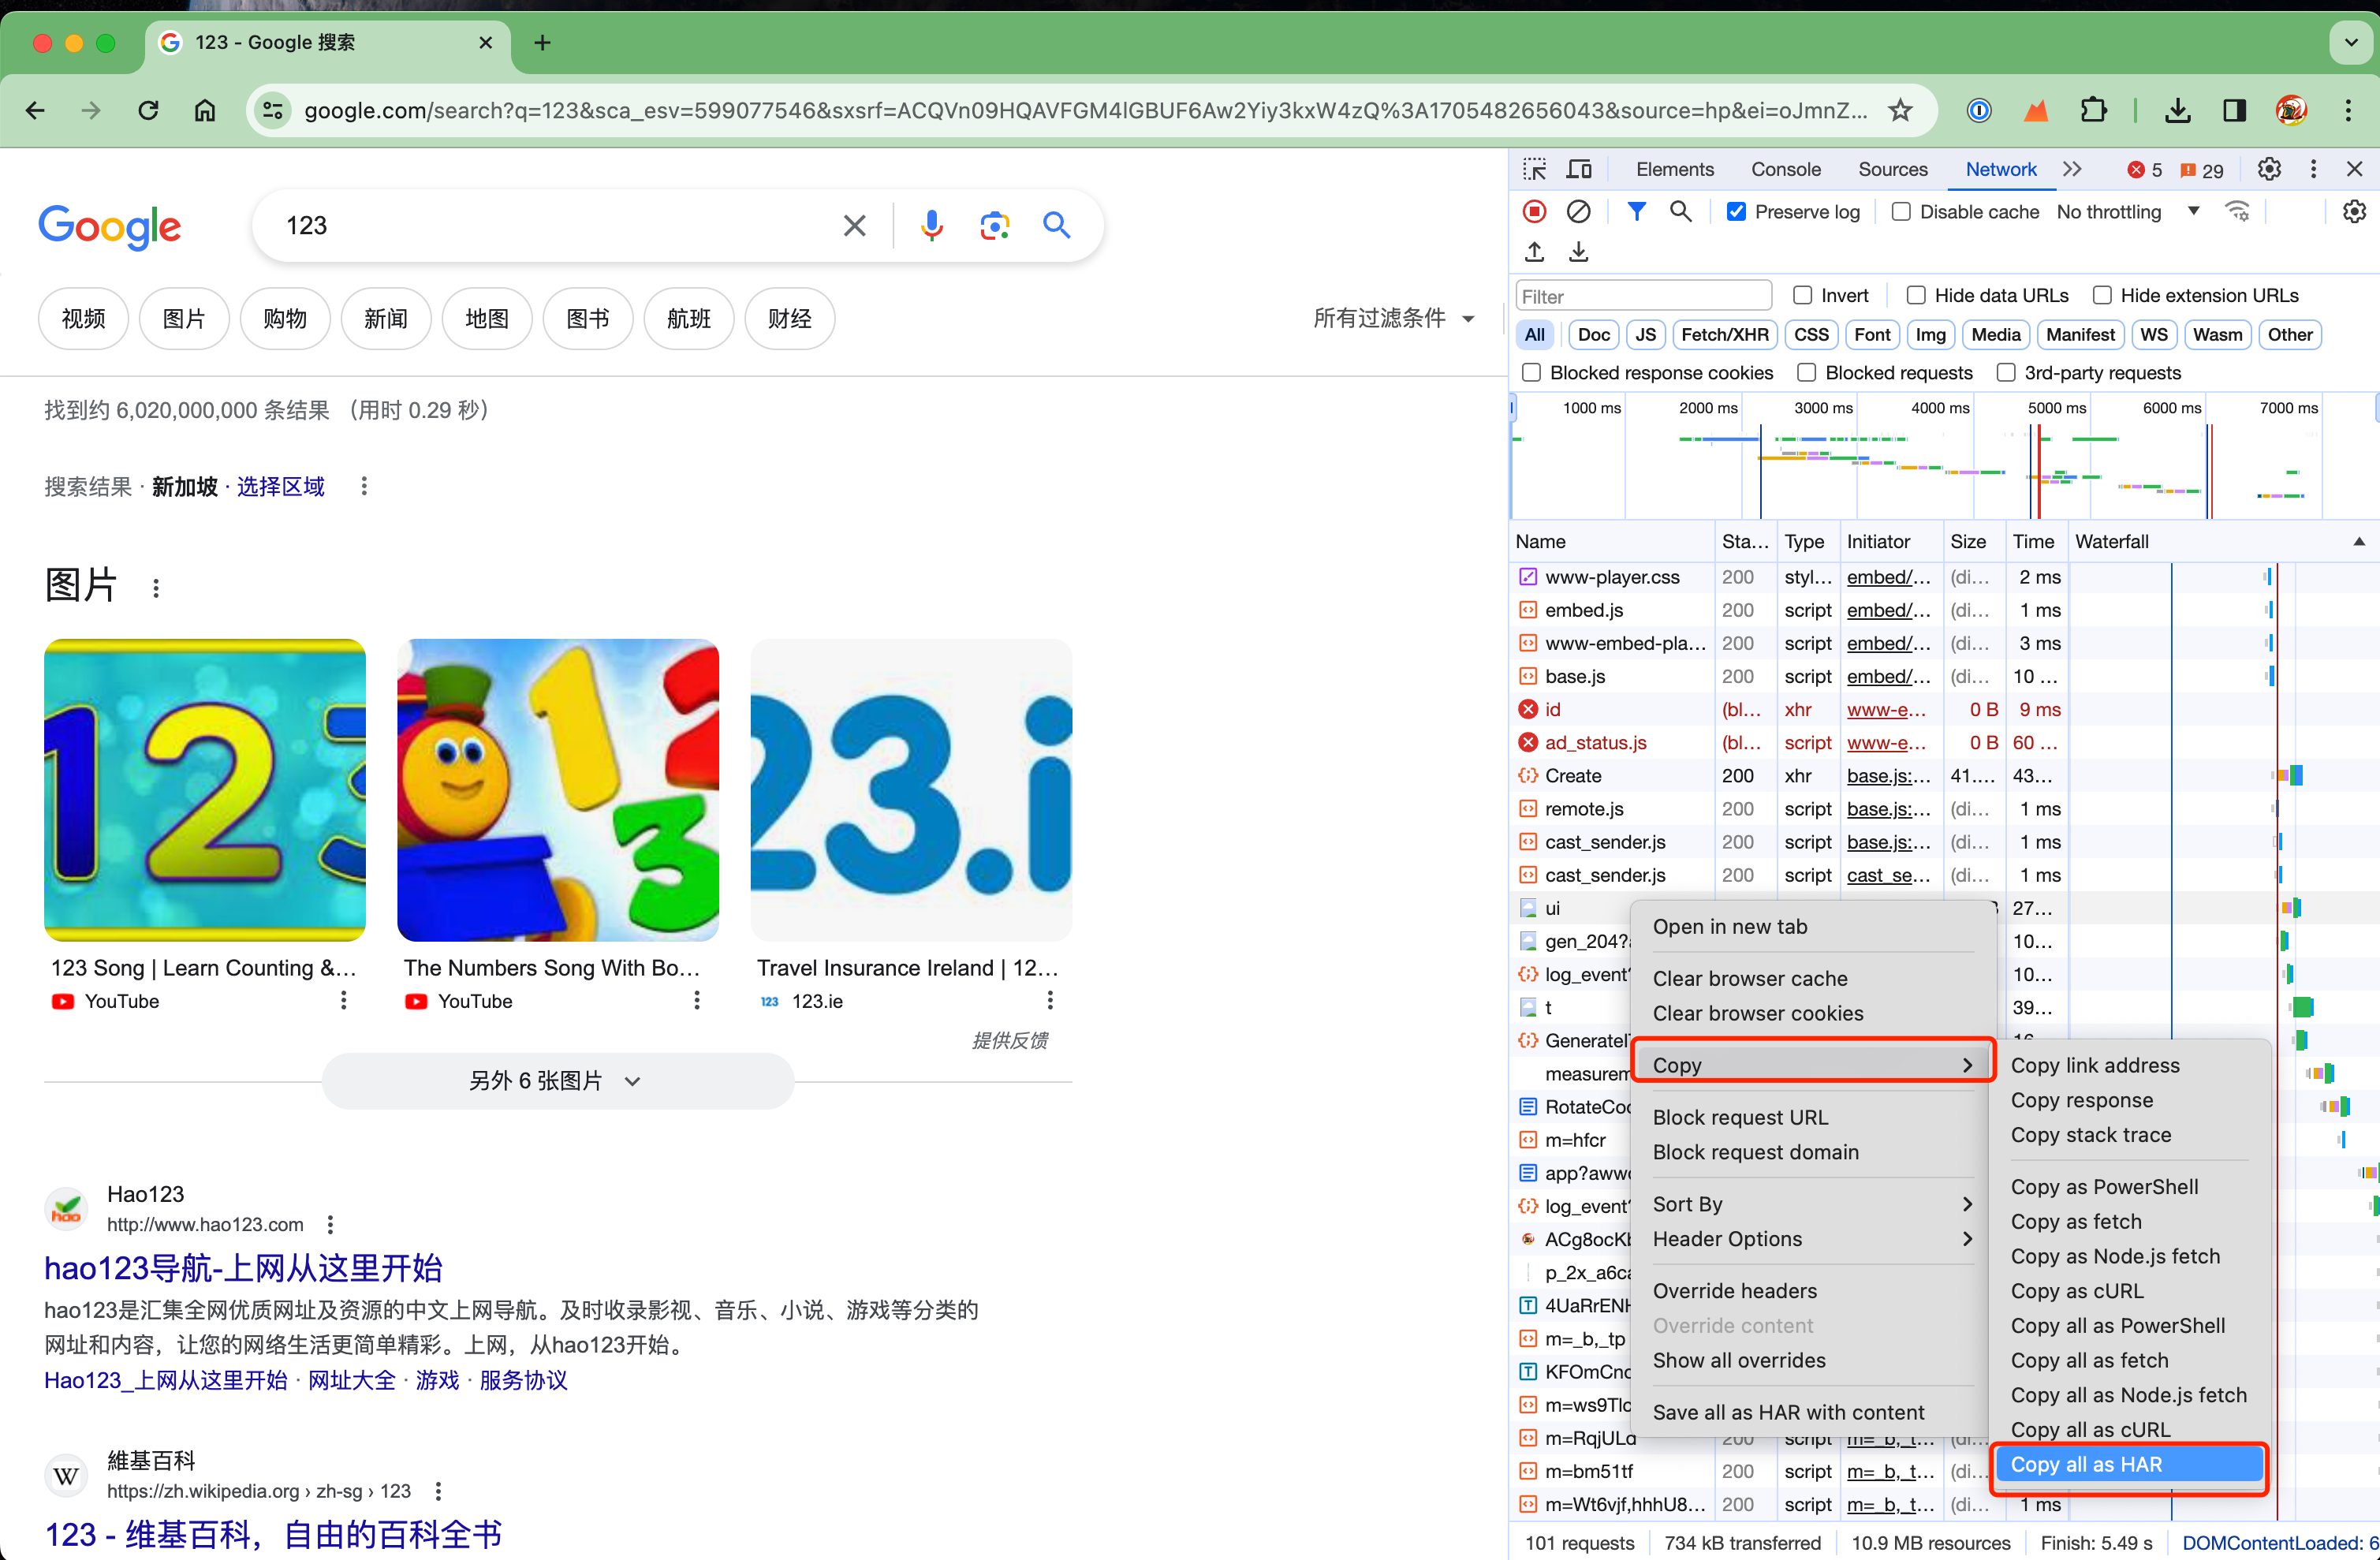 123 - Google 搜索
google.com/search?q=123&sca_esv=599077546&sxsrf=ACQVn09HQAVFGM4lGBUF6Aw2Yiy3kxW4zQ%3A1705482656043&source=hp&ei=oJmnZ...
Google
123
视频 图片 购物 新闻 地图 图书 航班 财经
所有过滤条件
找到约 6,020,000,000 条结果 （用时 0.29 秒）
搜索结果 · 新加坡 · 选择区域
图片
123 Song | Learn Counting &...
YouTube
The Numbers Song With Bo...
YouTube
Travel Insurance Ireland | 12...
123 123.ie
提供反馈
另外 6 张图片
Hao123
http://www.hao123.com
hao123导航-上网从这里开始
hao123是汇集全网优质网址及资源的中文上网导航。及时收录影视、音乐、小说、游戏等分类的
网址和内容，让您的网络生活更简单精彩。上网，从hao123开始。
Hao123_上网从这里开始 · 网址大全 · 游戏 · 服务协议
維基百科
https://zh.wikipedia.org › zh-sg › 123
123 - 维基百科，自由的百科全书
Elements Console Sources Network 5 29
Preserve log Disable cache No throttling
Filter Invert Hide data URLs Hide extension URLs
All Doc JS Fetch/XHR CSS Font Img Media Manifest WS Wasm Other
Blocked response cookies Blocked requests 3rd-party requests
1000 ms 2000 ms 3000 ms 4000 ms 5000 ms 6000 ms 7000 ms
Name Sta... Type Initiator Size Time Waterfall
www-player.css 200 styl... embed/... (di... 2 ms
embed.js 200 script embed/... (di... 1 ms
www-embed-pla... 200 script embed/... (di... 3 ms
base.js 200 script embed/... (di... 10 ...
id (bl... xhr www-e... 0 B 9 ms
ad_status.js (bl... script www-e... 0 B 60 ...
Create 200 xhr base.js:... 41.... 43...
remote.js 200 script base.js:... (di... 1 ms
cast_sender.js 200 script base.js:... (di... 1 ms
cast_sender.js 200 script cast_se... (di... 1 ms
ui 27...
gen_204? 10...
log_event 10...
t 39...
Generate
measurem
RotateCoo
m=hfcr
app?aww
log_event
ACg8ocK
p_2x_a6c
4UaRrENH
m=_b,_tp
KFOmCn
m=ws9Tl
m=RqjULd 200 script m=_b,_t... (di...
m=bm51tf 200 script m=_b,_t... (di...
m=Wt6vjf,hhhU8... 200 script m=_b,_t... (di... 1 ms
Open in new tab
Clear browser cache
Clear browser cookies
Copy
Block request URL
Block request domain
Sort By
Header Options
Override headers
Override content
Show all overrides
Save all as HAR with content
Copy link address
Copy response
Copy stack trace
Copy as PowerShell
Copy as fetch
Copy as Node.js fetch
Copy as cURL
Copy all as PowerShell
Copy all as fetch
Copy all as Node.js fetch
Copy all as cURL
Copy all as HAR
101 requests 734 kB transferred 10.9 MB resources Finish: 5.49 s DOMContentLoaded: